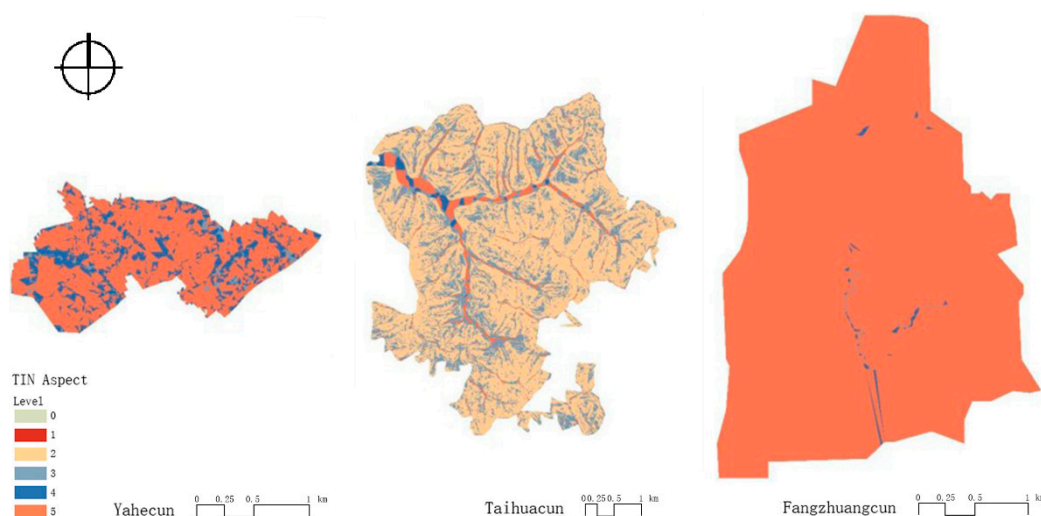 TIN Aspect
Level
0
1
2
3
4
5
Yahecun
0 0.25 0.5 1 km
Taihuacun
0 0.25 0.5 1 km
Fangzhuangcun
0 0.25 0.5 1 km